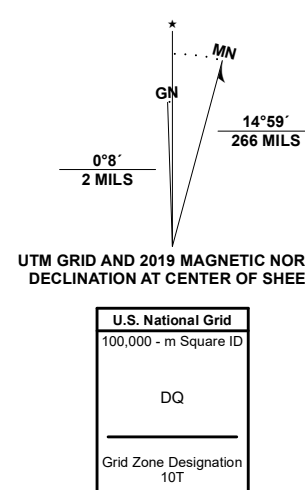 MN
GN
14°59´
266 MILS
0°8´
2 MILS
UTM GRID AND 2019 MAGNETIC NOR
DECLINATION AT CENTER OF SHEE
U.S. National Grid
100,000 - m Square ID
DQ
Grid Zone Designation
10T